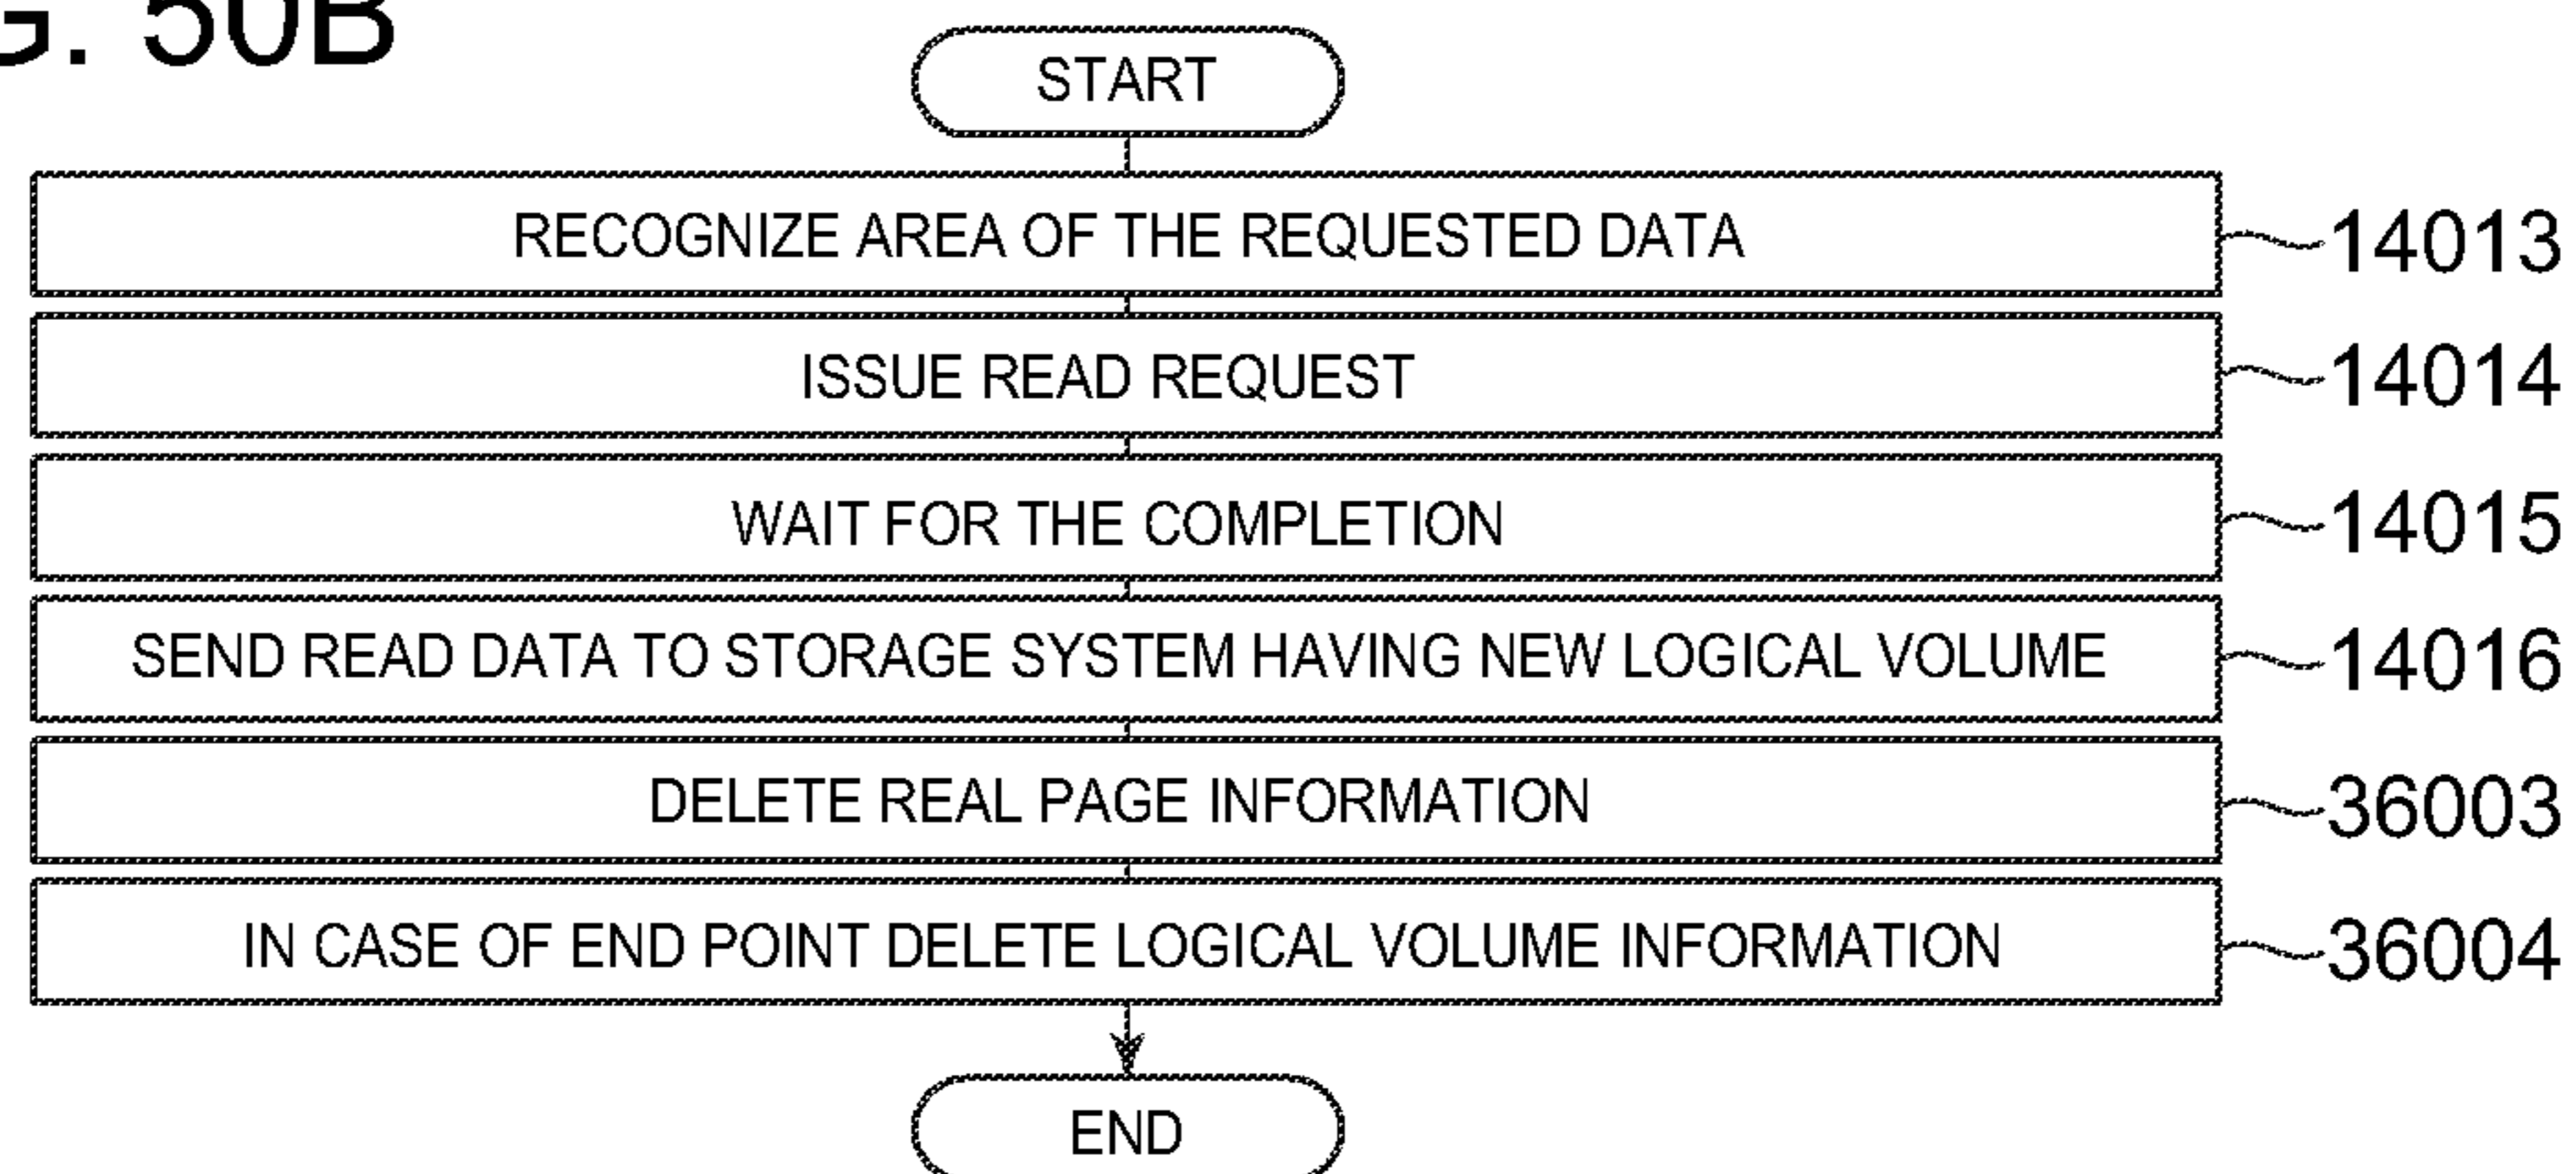 G. 50B
START
RECOGNIZE AREA OF THE REQUESTED DATA 14013
ISSUE READ REQUEST 14014
WAIT FOR THE COMPLETION 14015
SEND READ DATA TO STORAGE SYSTEM HAVING NEW LOGICAL VOLUME 14016
DELETE REAL PAGE INFORMATION 36003
IN CASE OF END POINT DELETE LOGICAL VOLUME INFORMATION 36004
END